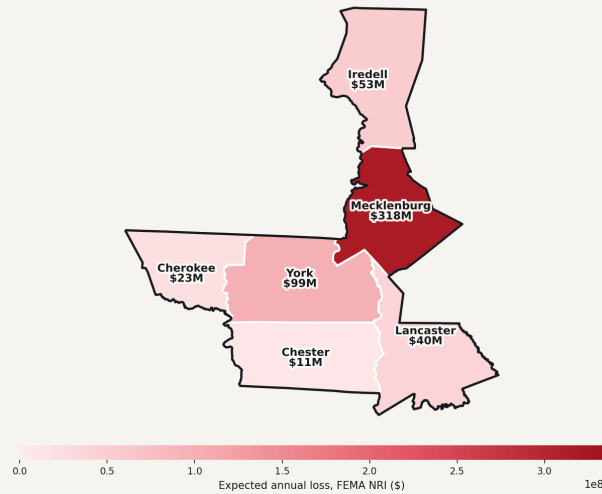 Iredell
$53M
Mecklenburg
$318M
Cherokee
$23M
York
$99M
Lancaster
$40M
Chester
$11M
0.0 0.5 1.0 1.5 2.0 2.5 3.0
1e8
Expected annual loss, FEMA NRI ($)